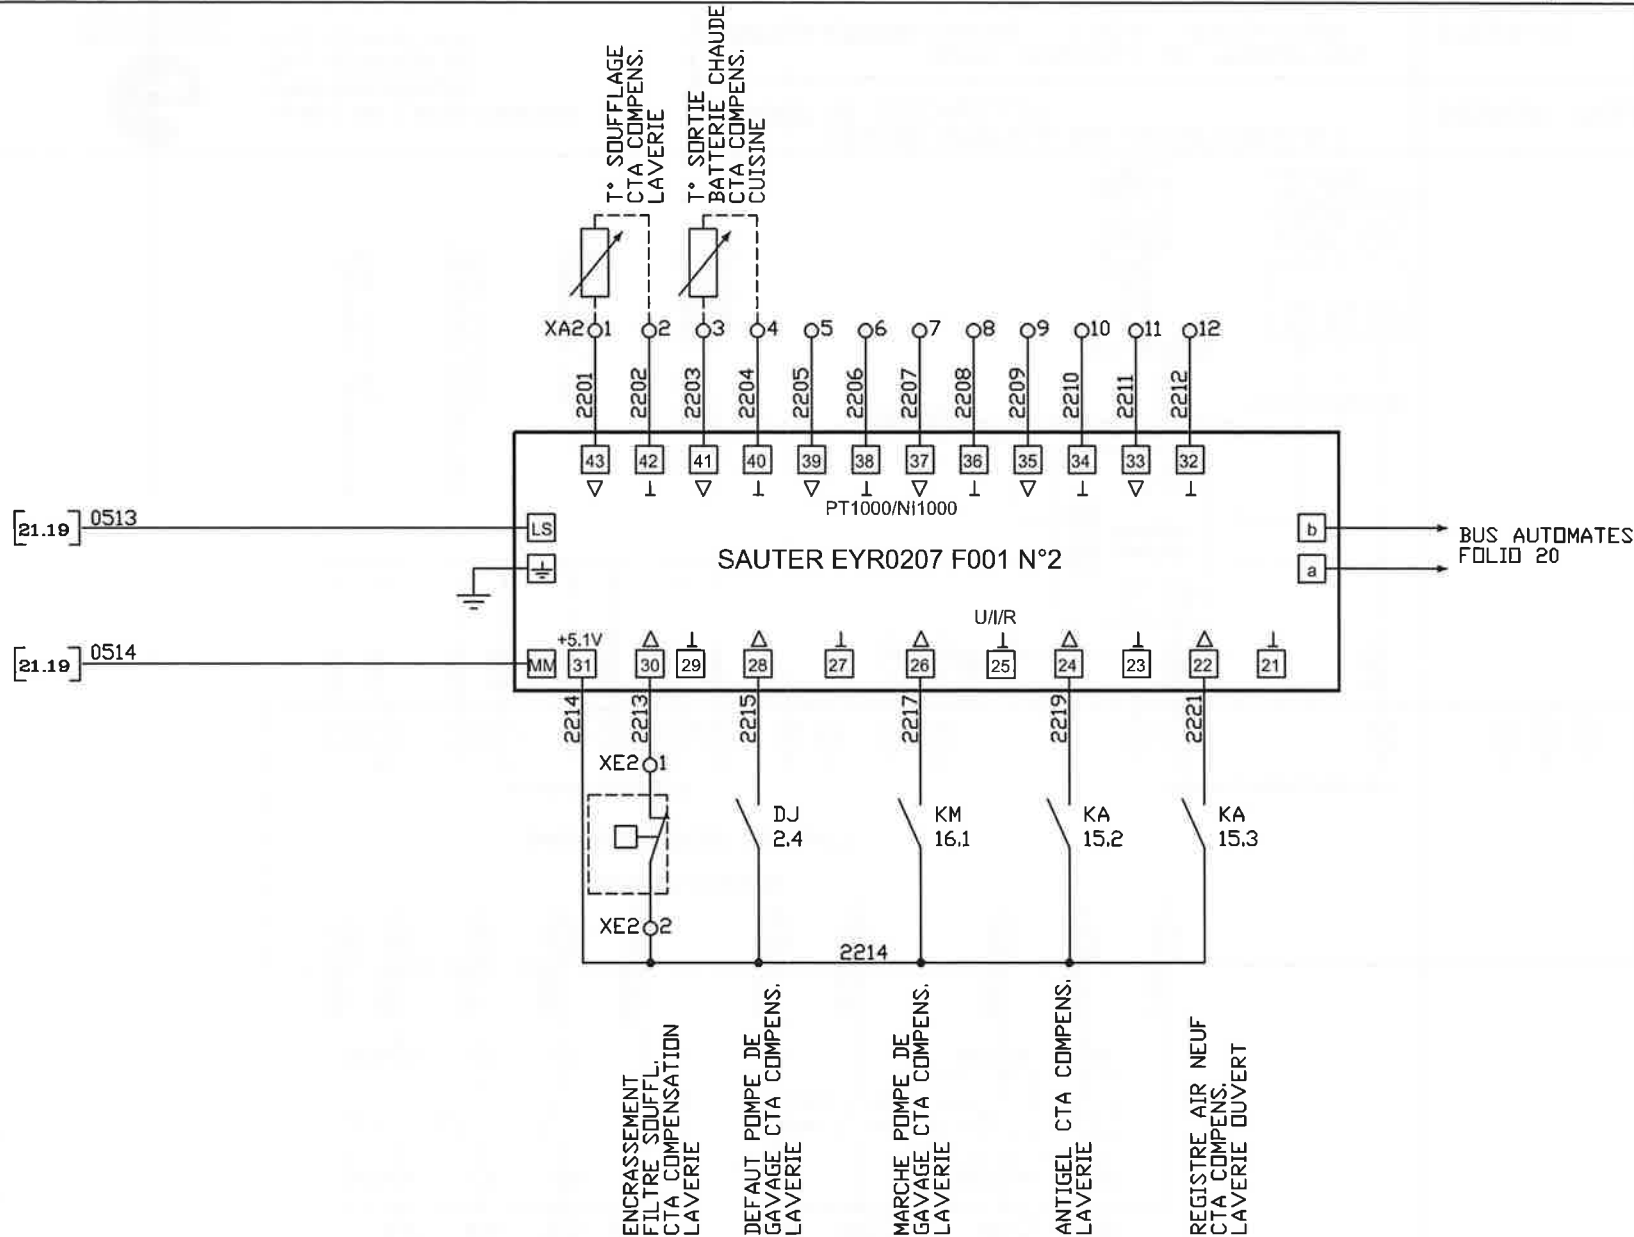 T° SOUFFLAGE
CTA COMPENS.
LAVERIE
T° SORTIE
BATTERIE CHAUDE
CTA COMPENS.
CUISINE
XA2 1 2 3 4 5 6 7 8 9 10 11 12
2201 2202 2203 2204 2205 2206 2207 2208 2209 2210 2211 2212
43 42 41 40 39 38 37 36 35 34 33 32
PT1000/NI1000
21.19 0513 LS
b
BUS AUTOMATES
FOLIO 20
SAUTER EYR0207 F001 N°2
a
U/I/R
+5.1V
21.19 0514 MM 31 30 29 28 27 26 25 24 23 22 21
2214 2213 2215 2217 2219 2221
XE2 1
DJ
2.4
KM
16.1
KA
15.2
KA
15.3
XE2 2
2214
ENCRASSEMENT
FILTRE SOUFFL.
CTA COMPENSATION
LAVERIE
DEFAUT POMPE DE
GAVAGE CTA COMPENS.
LAVERIE
MARCHE POMPE DE
GAVAGE CTA COMPENS.
LAVERIE
ANTIGEL CTA COMPENS.
LAVERIE
REGISTRE AIR NEUF
CTA COMPENS.
LAVERIE OUVERT